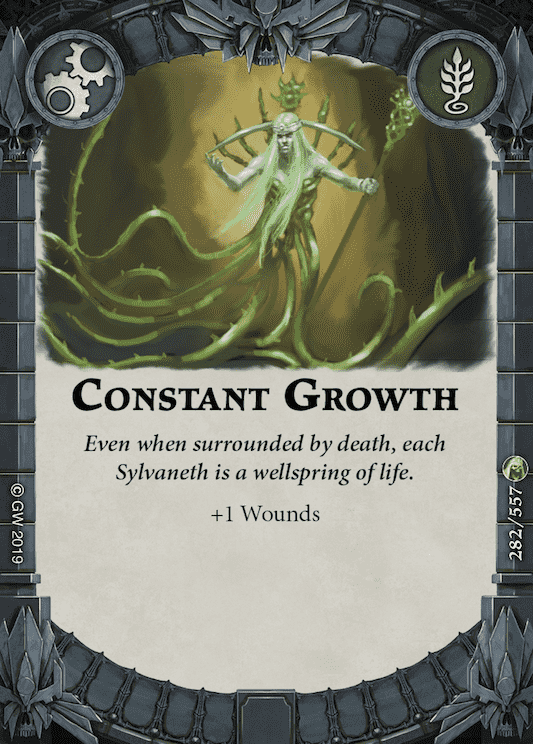 CONSTANT GROWTH
Even when surrounded by death, each
Sylvaneth is a wellspring of life.
+1 Wounds
© GW 2019
282/557